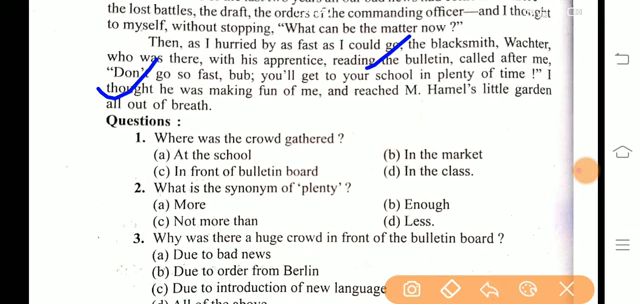 the lost battles, the draft, the orders of the commanding officer—and I thought
to myself, without stopping, “What can be the matter now ?”
Then, as I hurried by as fast as I could go, the blacksmith, Wachter,
who was there, with his apprentice, reading the bulletin, called after me,
“Don’t go so fast, bub; you’ll get to your school in plenty of time !” I
thought he was making fun of me, and reached M. Hamel’s little garden
all out of breath.
Questions :
1. Where was the crowd gathered ?
(a) At the school (b) In the market
(c) In front of bulletin board (d) In the class.
2. What is the synonym of ‘plenty’ ?
(a) More (b) Enough
(c) Not more than (d) Less.
3. Why was there a huge crowd in front of the bulletin board ?
(a) Due to bad news
(b) Due to order from Berlin
(c) Due to introduction of new language
(d) All of the above